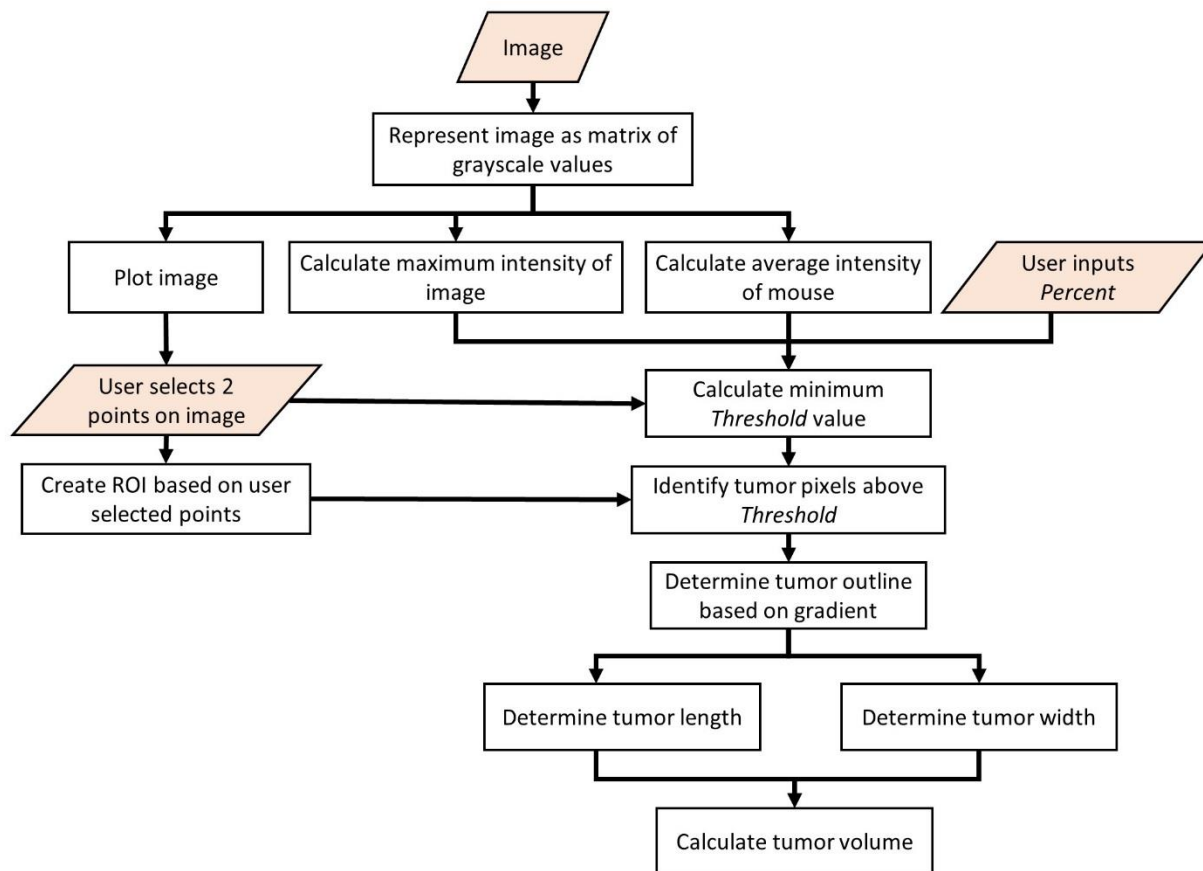 Image
Represent image as matrix of
grayscale values
Plot image
Calculate maximum intensity of
image
Calculate average intensity
of mouse
User inputs
Percent
User selects 2
points on image
Calculate minimum
Threshold value
Create ROI based on user
selected points
Identify tumor pixels above
Threshold
Determine tumor outline
based on gradient
Determine tumor length
Determine tumor width
Calculate tumor volume